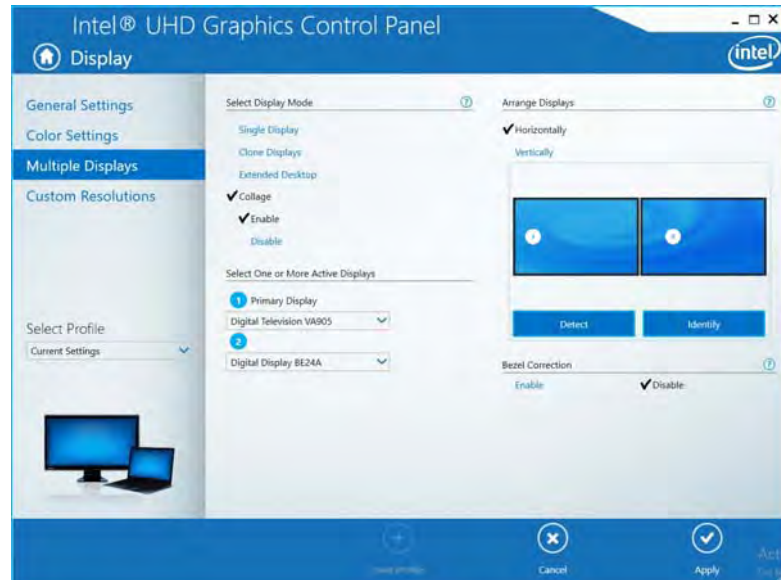 Intel® UHD Graphics Control Panel
Display
intel
General Settings
Color Settings
Multiple Displays
Custom Resolutions
Select Profile
Current Settings
Select Display Mode
Single Display
Clone Displays
Extended Desktop
Collage
Enable
Disable
Select One or More Active Displays
1 Primary Display
Digital Television VA905
2
Digital Display BE24A
Arrange Displays
Horizontally
Vertically
Detect
Identify
Bezel Correction
Enable
Disable
Cancel
Apply